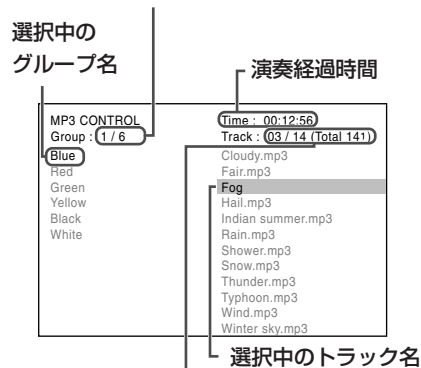 選択中の
グループ名
演奏経過時間
MP3 CONTROL
Group : 1 / 6
Time : 00:12:56
Track : 03 / 14 (Total 141)
Blue
Red
Green
Yellow
Black
White
Cloudy.mp3
Fair.mp3
Fog
Hail.mp3
Indian summer.mp3
Rain.mp3
Shower.mp3
Snow.mp3
Thunder.mp3
Typhoon.mp3
Wind.mp3
Winter sky.mp3
選択中のトラック名